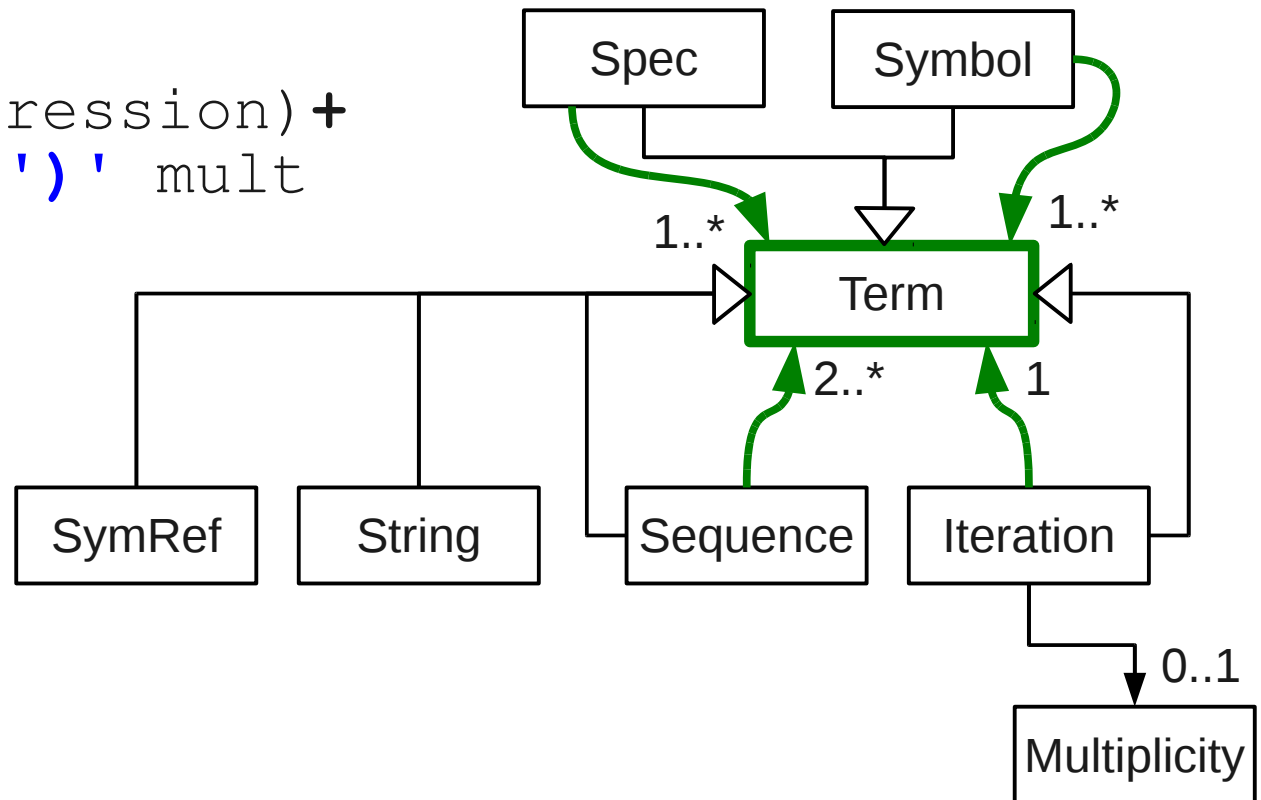 Spec
Symbol
ression)+
')' mult
1..*
1..*
Term
2..*
1
SymRef
String
Sequence
Iteration
0..1
Multiplicity